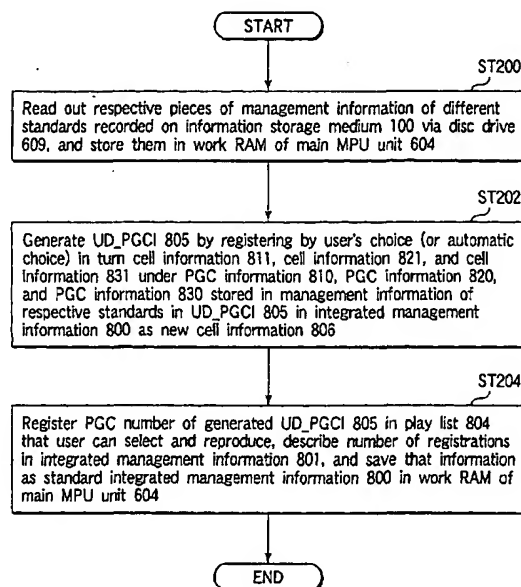 START
ST200
Read out respective pieces of management information of different
standards recorded on information storage medium 100 via disc drive
609, and store them in work RAM of main MPU unit 604
ST202
Generate UD_PGCI 805 by registering by user's choice (or automatic
choice) in turn cell information 811, cell information 821, and cell
information 831 under PGC information 810, PGC information 820,
and PGC information 830 stored in management information of
respective standards in UD_PGCI 805 in integrated management
information 800 as new cell information 806
ST204
Register PGC number of generated UD_PGCI 805 in play list 804
that user can select and reproduce, describe number of registrations
in integrated management information 801, and save that information
as standard integrated management information 800 in work RAM of
main MPU unit 604
END